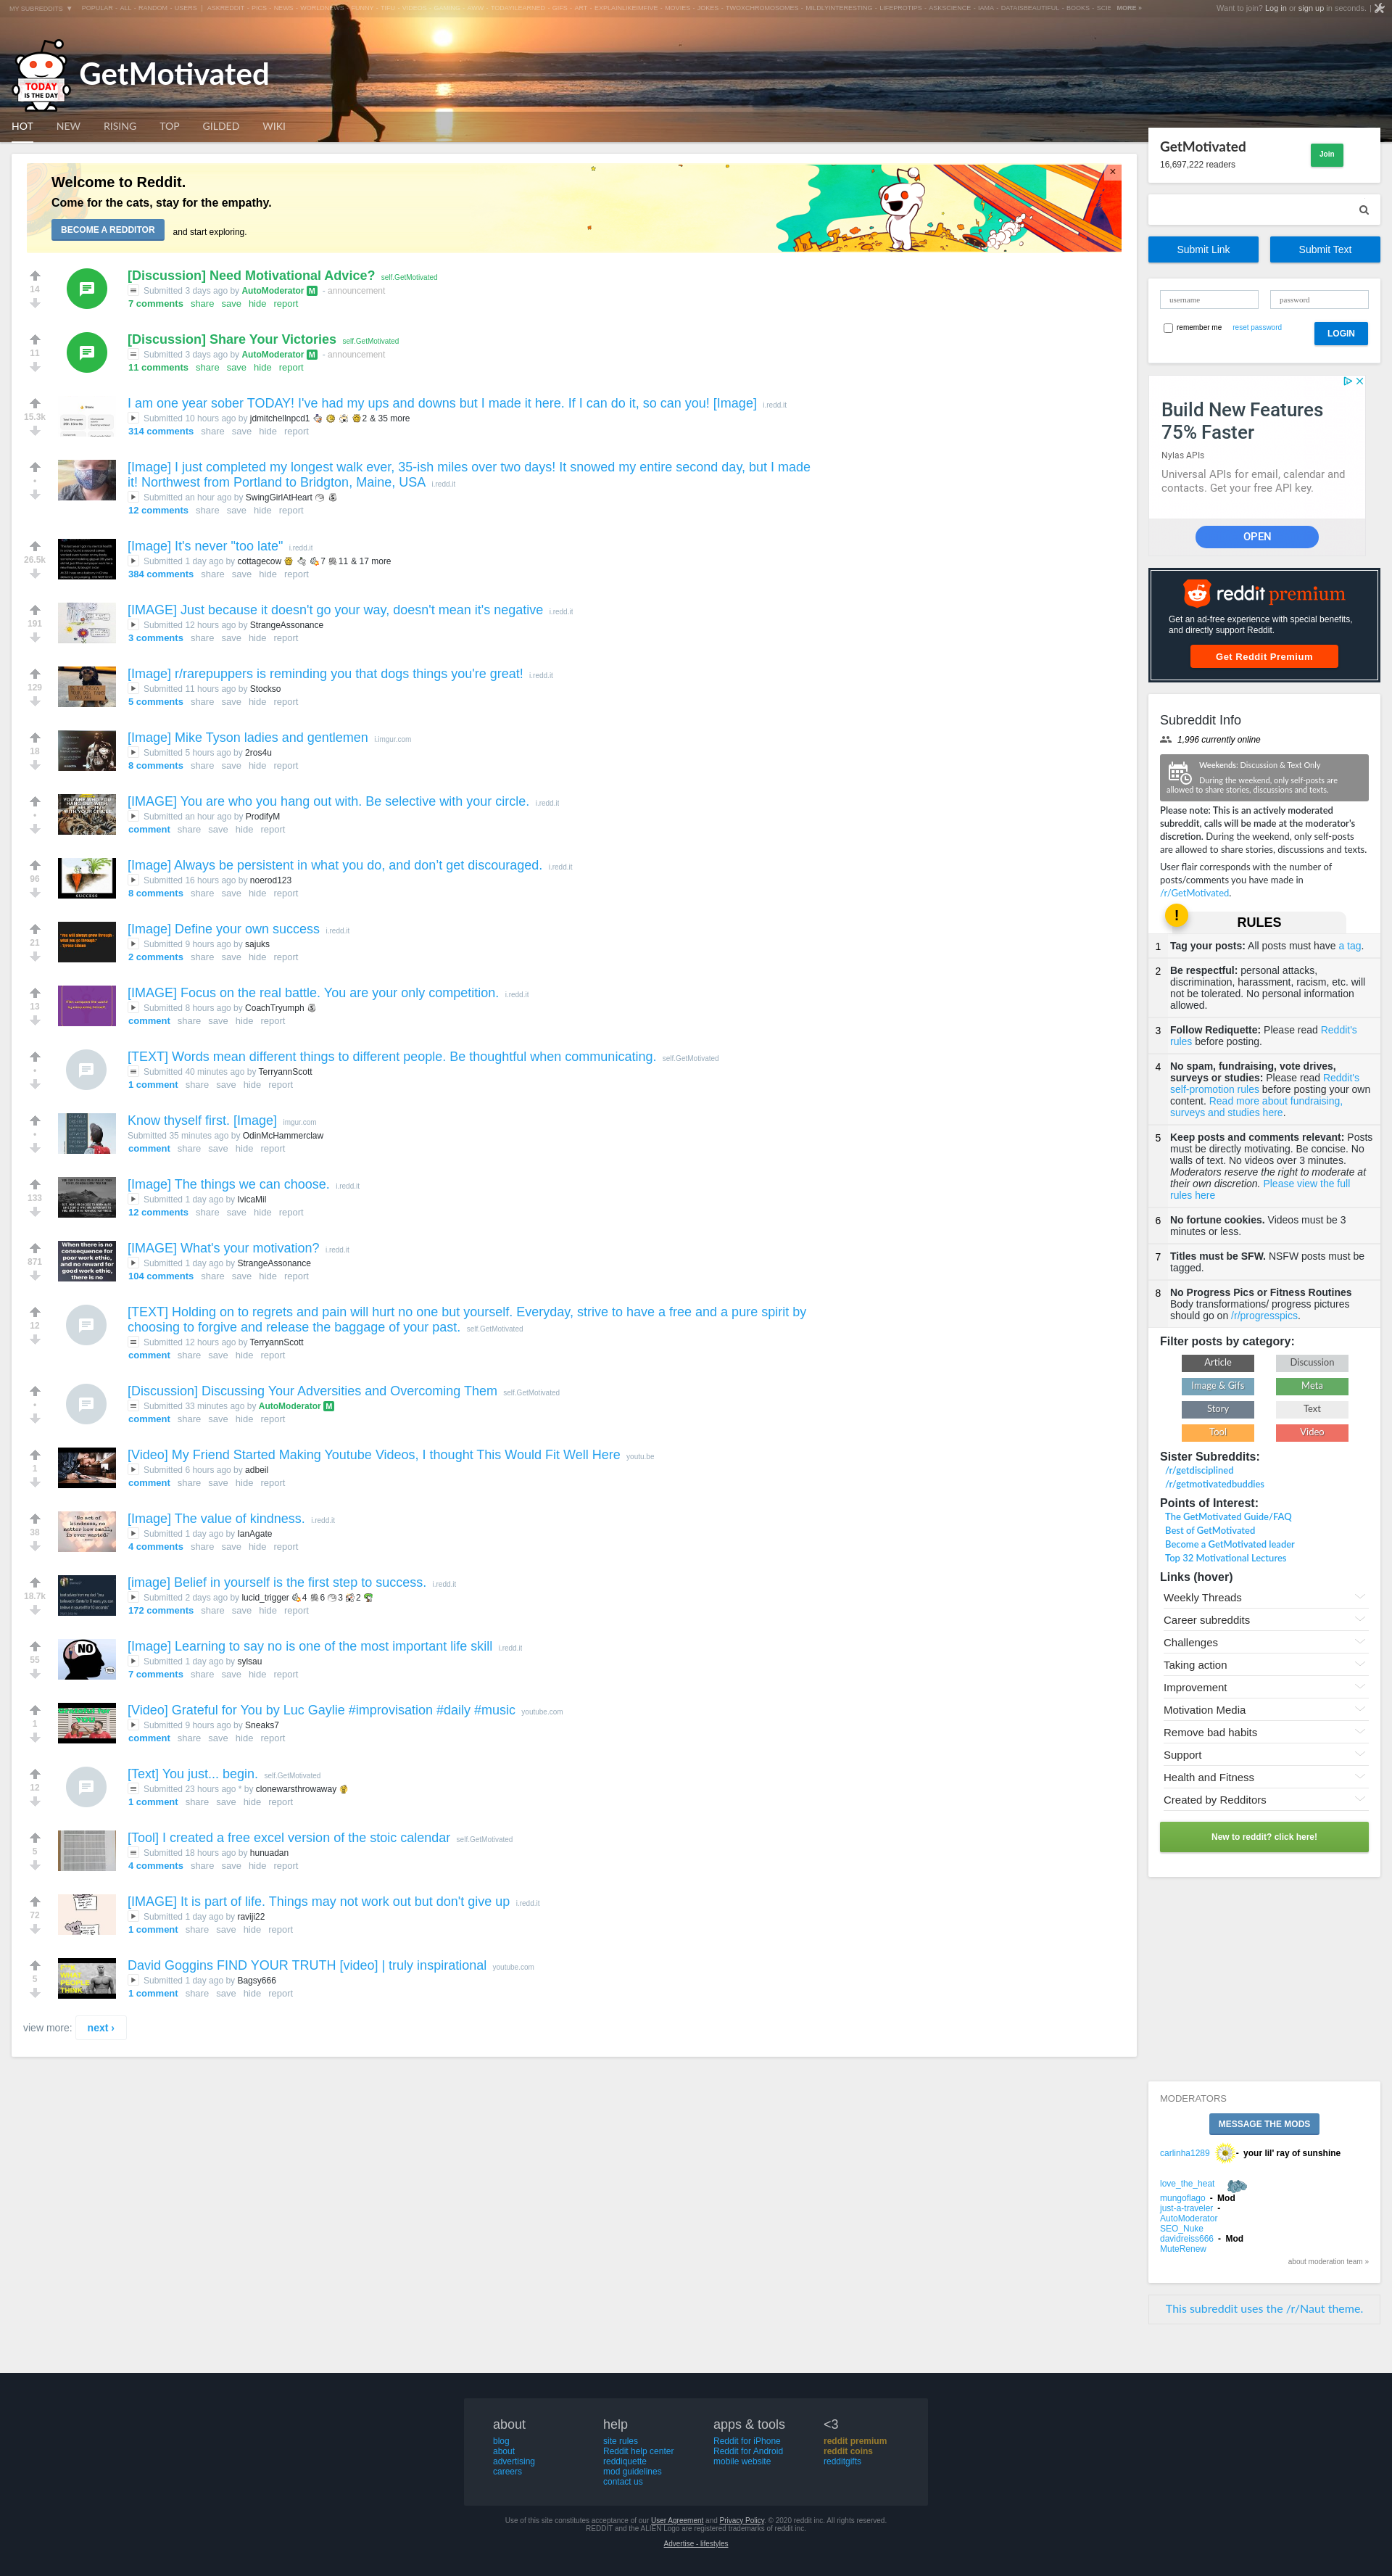 MY SUBREDDITS ▼ POPULAR - ALL - RANDOM - USERS | ASKREDDIT - PICS - NEWS - WORLDNEWS - FUNNY - TIFU - VIDEOS - GAMING - AWW - TODAYILEARNED - GIFS - ART - EXPLAINLIKEIMFIVE - MOVIES - JOKES - TWOXCHROMOSOMES - MILDLYINTERESTING - LIFEPROTIPS - ASKSCIENCE - IAMA - DATAISBEAUTIFUL - BOOKS - SCIE MORE »
Want to join? Log in or sign up in seconds. |
TODAY
IS THE DAY
GetMotivated
HOT NEW RISING TOP GILDED WIKI
Welcome to Reddit.
Come for the cats, stay for the empathy.
BECOME A REDDITOR and start exploring.
×
14
[Discussion] Need Motivational Advice? self.GetMotivated
Submitted 3 days ago by AutoModerator M - announcement
7 comments share save hide report
11
[Discussion] Share Your Victories self.GetMotivated
Submitted 3 days ago by AutoModerator M - announcement
11 comments share save hide report
15.3k
I am one year sober TODAY! I've had my ups and downs but I made it here. If I can do it, so can you! [Image] i.redd.it
Submitted 10 hours ago by jdmitchellnpcd1 2 & 35 more
314 comments share save hide report
•
[Image] I just completed my longest walk ever, 35-ish miles over two days! It snowed my entire second day, but I made
it! Northwest from Portland to Bridgton, Maine, USA i.redd.it
Submitted an hour ago by SwingGirlAtHeart
12 comments share save hide report
26.5k
[Image] It's never "too late" i.redd.it
Submitted 1 day ago by cottagecow 7 11 & 17 more
384 comments share save hide report
191
[IMAGE] Just because it doesn't go your way, doesn't mean it's negative i.redd.it
Submitted 12 hours ago by StrangeAssonance
3 comments share save hide report
129
[Image] r/rarepuppers is reminding you that dogs things you're great! i.redd.it
Submitted 11 hours ago by Stockso
5 comments share save hide report
18
[Image] Mike Tyson ladies and gentlemen i.imgur.com
Submitted 5 hours ago by 2ros4u
8 comments share save hide report
•
[IMAGE] You are who you hang out with. Be selective with your circle. i.redd.it
Submitted an hour ago by ProdifyM
comment share save hide report
96
SUCCESS
[Image] Always be persistent in what you do, and don't get discouraged. i.redd.it
Submitted 16 hours ago by noerod123
8 comments share save hide report
21
[Image] Define your own success i.redd.it
Submitted 9 hours ago by sajuks
2 comments share save hide report
13
[IMAGE] Focus on the real battle. You are your only competition. i.redd.it
Submitted 8 hours ago by CoachTryumph
comment share save hide report
•
[TEXT] Words mean different things to different people. Be thoughtful when communicating. self.GetMotivated
Submitted 40 minutes ago by TerryannScott
1 comment share save hide report
•
Know thyself first. [Image] imgur.com
Submitted 35 minutes ago by OdinMcHammerclaw
comment share save hide report
133
[Image] The things we can choose. i.redd.it
Submitted 1 day ago by IvicaMil
12 comments share save hide report
871
When there is no
consequence for
poor work ethic,
and no reward for
good work ethic,
there is no
[IMAGE] What's your motivation? i.redd.it
Submitted 1 day ago by StrangeAssonance
104 comments share save hide report
12
[TEXT] Holding on to regrets and pain will hurt no one but yourself. Everyday, strive to have a free and a pure spirit by
choosing to forgive and release the baggage of your past. self.GetMotivated
Submitted 12 hours ago by TerryannScott
comment share save hide report
•
[Discussion] Discussing Your Adversities and Overcoming Them self.GetMotivated
Submitted 33 minutes ago by AutoModerator M
comment share save hide report
1
[Video] My Friend Started Making Youtube Videos, I thought This Would Fit Well Here youtu.be
Submitted 6 hours ago by adbeil
comment share save hide report
38
"No act of
kindness, no
matter how small,
is ever wasted."
[Image] The value of kindness. i.redd.it
Submitted 1 day ago by IanAgate
4 comments share save hide report
18.7k
[image] Belief in yourself is the first step to success. i.redd.it
Submitted 2 days ago by lucid_trigger 4 6 3 2
172 comments share save hide report
55
NO
YES
[Image] Learning to say no is one of the most important life skill i.redd.it
Submitted 1 day ago by sylsau
7 comments share save hide report
1
[Video] Grateful for You by Luc Gaylie #improvisation #daily #music youtube.com
Submitted 9 hours ago by Sneaks7
comment share save hide report
12
[Text] You just... begin. self.GetMotivated
Submitted 23 hours ago * by clonewarsthrowaway
1 comment share save hide report
5
[Tool] I created a free excel version of the stoic calendar self.GetMotivated
Submitted 18 hours ago by hunuadan
4 comments share save hide report
72
[IMAGE] It is part of life. Things may not work out but don't give up i.redd.it
Submitted 1 day ago by raviji22
1 comment share save hide report
5
PEOPLE
THINK
David Goggins FIND YOUR TRUTH [video] | truly inspirational youtube.com
Submitted 1 day ago by Bagsy666
1 comment share save hide report
view more: next ›
GetMotivated
16,697,222 readers
Join
Submit Link Submit Text
username password
remember me reset password LOGIN
Build New Features
75% Faster
Nylas APIs
Universal APIs for email, calendar and
contacts. Get your free API key.
OPEN
reddit premium
Get an ad-free experience with special benefits,
and directly support Reddit.
Get Reddit Premium
Subreddit Info
1,996 currently online
Weekends: Discussion & Text Only
During the weekend, only self-posts are
allowed to share stories, discussions and texts.
Please note: This is an actively moderated
subreddit, calls will be made at the moderator's
discretion. During the weekend, only self-posts
are allowed to share stories, discussions and texts.
User flair corresponds with the number of
posts/comments you have made in
/r/GetMotivated.
! RULES
1 Tag your posts: All posts must have a tag.
2 Be respectful: personal attacks,
discrimination, harassment, racism, etc. will
not be tolerated. No personal information
allowed.
3 Follow Rediquette: Please read Reddit's
rules before posting.
4 No spam, fundraising, vote drives,
surveys or studies: Please read Reddit's
self-promotion rules before posting your own
content. Read more about fundraising,
surveys and studies here.
5 Keep posts and comments relevant: Posts
must be directly motivating. Be concise. No
walls of text. No videos over 3 minutes.
Moderators reserve the right to moderate at
their own discretion. Please view the full
rules here
6 No fortune cookies. Videos must be 3
minutes or less.
7 Titles must be SFW. NSFW posts must be
tagged.
8 No Progress Pics or Fitness Routines
Body transformations/ progress pictures
should go on /r/progresspics.
Filter posts by category:
Article Discussion
Image & Gifs Meta
Story Text
Tool Video
Sister Subreddits:
/r/getdisciplined
/r/getmotivatedbuddies
Points of Interest:
The GetMotivated Guide/FAQ
Best of GetMotivated
Become a GetMotivated leader
Top 32 Motivational Lectures
Links (hover)
Weekly Threads
Career subreddits
Challenges
Taking action
Improvement
Motivation Media
Remove bad habits
Support
Health and Fitness
Created by Redditors
New to reddit? click here!
MODERATORS
MESSAGE THE MODS
carlinha1289 - your lil' ray of sunshine
love_the_heat
mungoflago - Mod
just-a-traveler -
AutoModerator
SEO_Nuke
davidreiss666 - Mod
MuteRenew
about moderation team »
This subreddit uses the /r/Naut theme.
about
blog
about
advertising
careers
help
site rules
Reddit help center
reddiquette
mod guidelines
contact us
apps & tools
Reddit for iPhone
Reddit for Android
mobile website
<3
reddit premium
reddit coins
redditgifts
Use of this site constitutes acceptance of our User Agreement and Privacy Policy. © 2020 reddit inc. All rights reserved.
REDDIT and the ALIEN Logo are registered trademarks of reddit inc.
Advertise - lifestyles